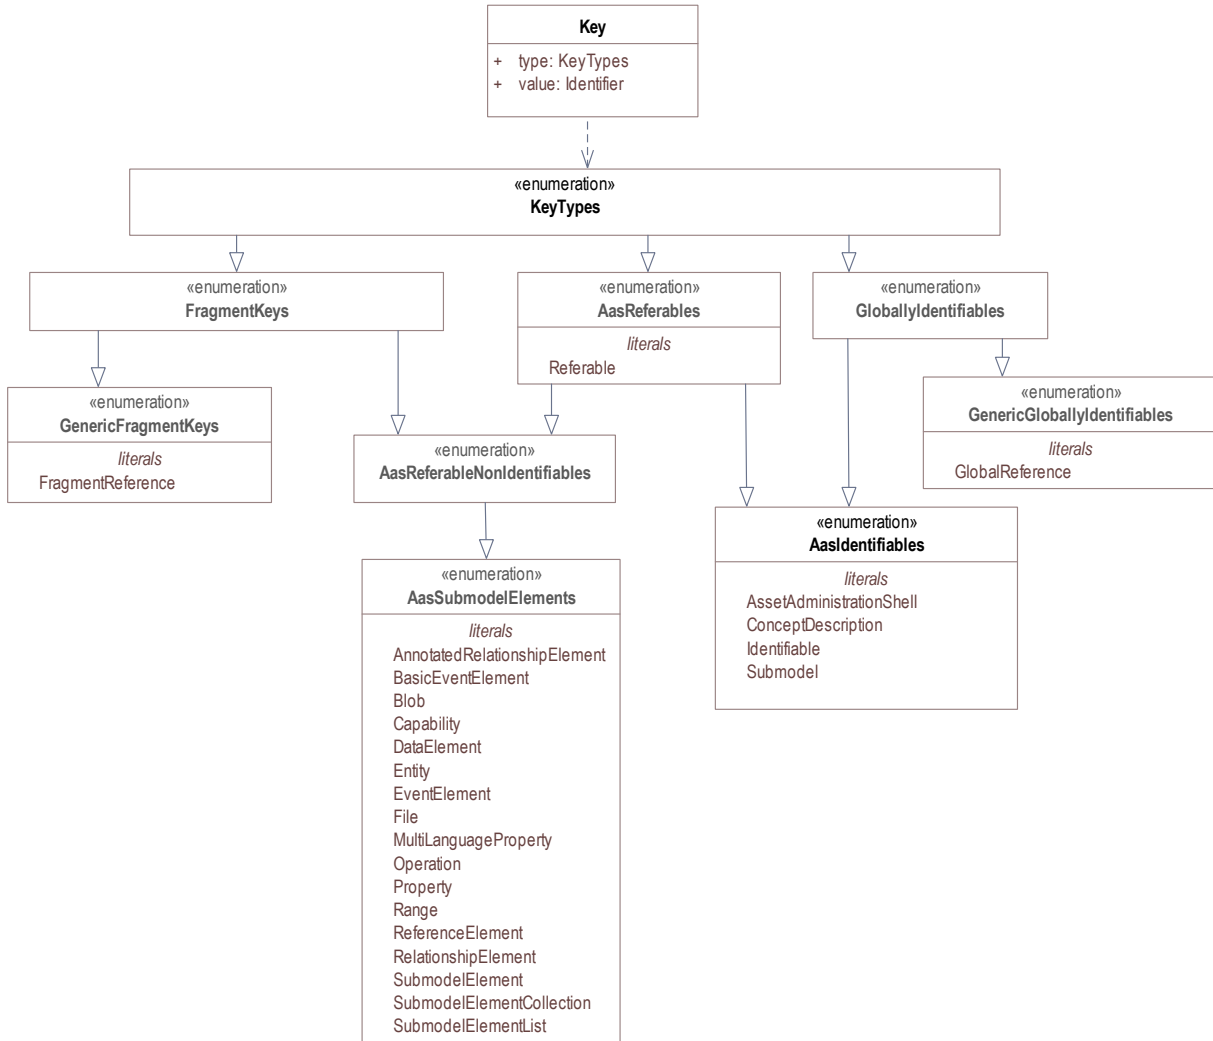 Key
+ type: KeyTypes
+ value: Identifier
«enumeration»
KeyTypes
«enumeration»
FragmentKeys
«enumeration»
AasReferables
literals
Referable
«enumeration»
GloballyIdentifiables
«enumeration»
GenericFragmentKeys
literals
FragmentReference
«enumeration»
AasReferableNonIdentifiables
«enumeration»
GenericGloballyIdentifiables
literals
GlobalReference
«enumeration»
AasIdentifiables
literals
AssetAdministrationShell
ConceptDescription
Identifiable
Submodel
«enumeration»
AasSubmodelElements
literals
AnnotatedRelationshipElement
BasicEventElement
Blob
Capability
DataElement
Entity
EventElement
File
MultiLanguageProperty
Operation
Property
Range
ReferenceElement
RelationshipElement
SubmodelElement
SubmodelElementCollection
SubmodelElementList